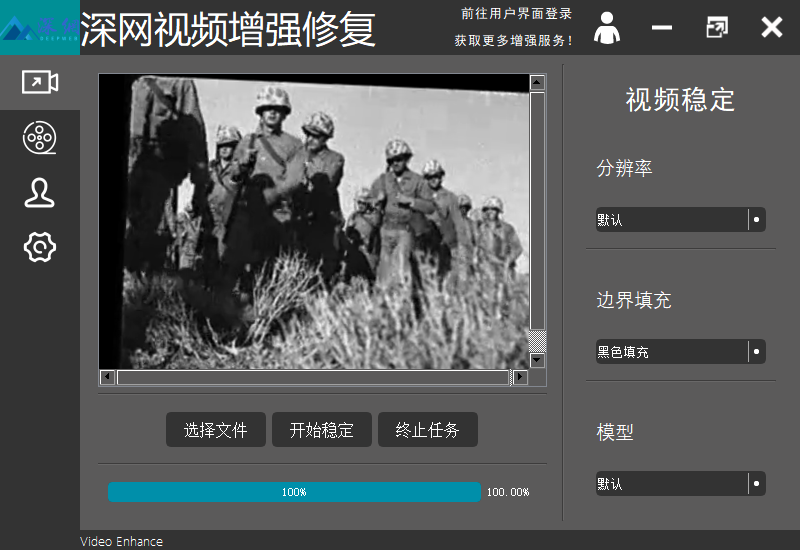 深网视频增强修复
前往用户界面登录
获取更多增强服务!
视频稳定
分辨率
默认
边界填充
黑色填充
模型
默认
选择文件
开始稳定
终止任务
100%
100.00%
Video Enhance